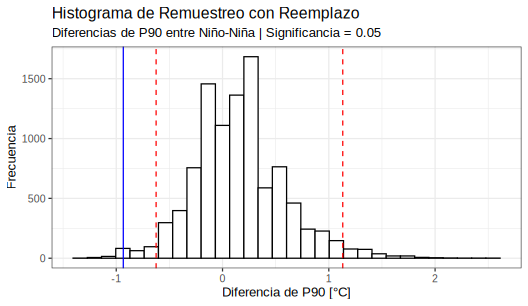 Histograma de Remuestreo con Reemplazo
Diferencias de P90 entre Niño-Niña | Significancia = 0.05
Frecuencia
1500
1000
500
0
-1
0
1
2
Diferencia de P90 [°C]